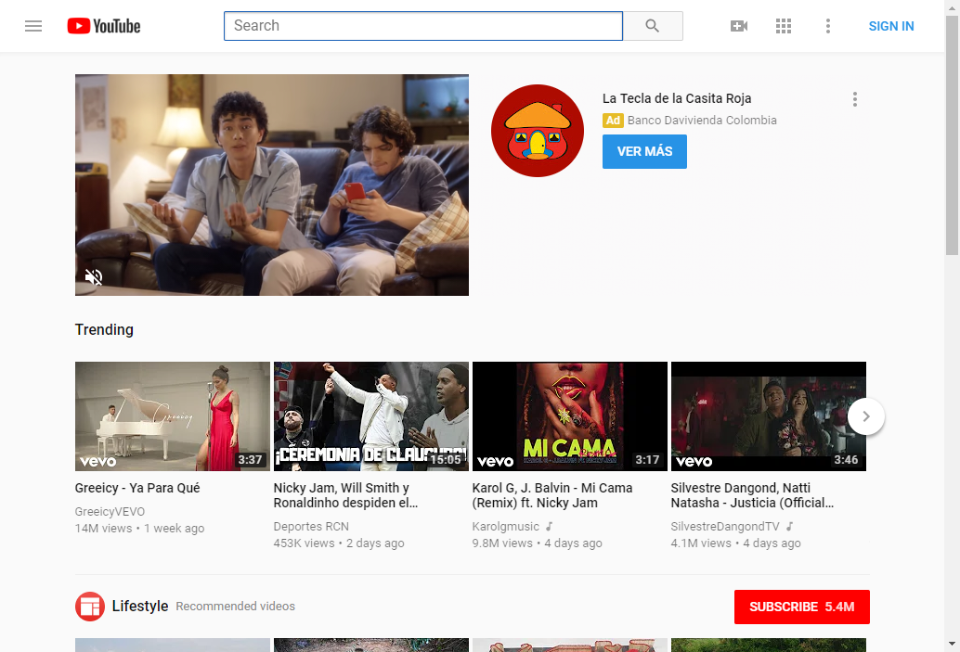 YouTube
Search
SIGN IN
La Tecla de la Casita Roja
Ad Banco Davivienda Colombia
VER MÁS
Trending
Greeicy
vevo
3:37
¡CEREMONIA DE CLAUSURA!
15:05
MI CAMA
Remix
vevo
3:17
vevo
3:46
Greeicy - Ya Para Qué
GreeicyVEVO
14M views • 1 week ago
Nicky Jam, Will Smith y
Ronaldinho despiden el...
Deportes RCN
453K views • 2 days ago
Karol G, J. Balvin - Mi Cama
(Remix) ft. Nicky Jam
Karolgmusic
9.8M views • 4 days ago
Silvestre Dangond, Natti
Natasha - Justicia (Official...
SilvestreDangondTV
4.1M views • 4 days ago
Lifestyle Recommended videos
SUBSCRIBE 5.4M